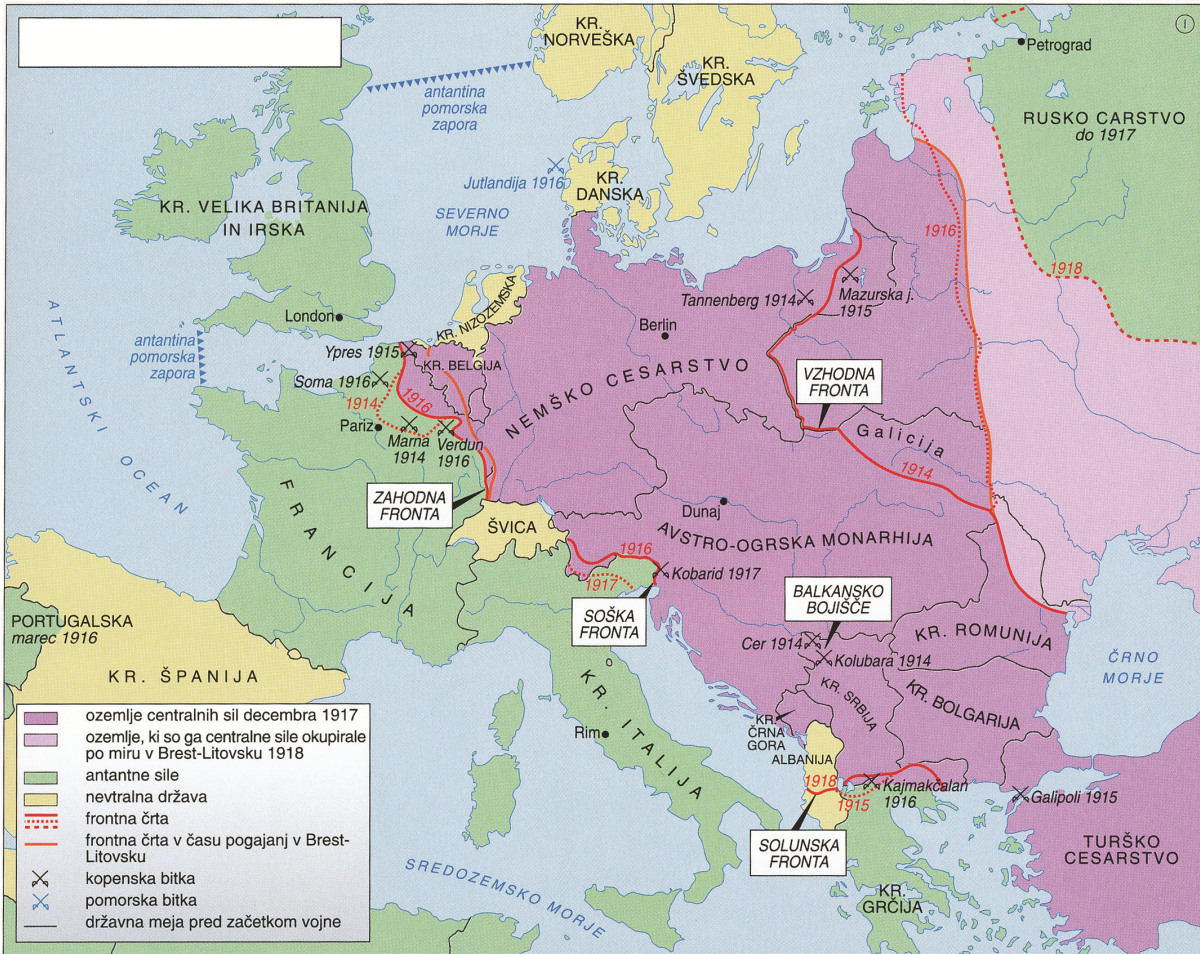 KR.
NORVEŠKA
KR.
ŠVEDSKA
I
Petrograd
RUSKO CARSTVO
do 1917
antantina
pomorska
zapora
Jutlandija 1916
KR.
DANSKA
KR. VELIKA BRITANIJA
IN IRSKA
SEVERNO
MORJE
1916
1918
ATLANTSKI OCEAN
London
antantina
pomorska
zapora
KR. NIZOZEMSKA
Tannenberg 1914
Mazurska j.
1915
Berlin
Ypres 1915
KR. BELGIJA
Soma 1916
1914
1916
Pariz
Marna
1914
Verdun
1916
NEMŠKO CESARSTVO
VZHODNA
FRONTA
Galicija
1914
ZAHODNA
FRONTA
FRANCIJA
ŠVICA
Dunaj
AVSTRO-OGRSKA MONARHIJA
1916
1917
Kobarid 1917
SOŠKA
FRONTA
BALKANSKO
BOJIŠČE
PORTUGALSKA
marec 1916
KR. ŠPANIJA
Cer 1914
Kolubara 1914
KR. ROMUNIJA
ČRNO
MORJE
KR. SRBIJA
KR. BOLGARIJA
KR. ITALIJA
Rim
KR.
ČRNA
GORA
ALBANIJA
1918
1915
Kajmakčalan
1916
Galipoli 1915
SOLUNSKA
FRONTA
TURŠKO
CESARSTVO
KR.
GRČIJA
SREDOZEMSKO MORJE
ozemlje centralnih sil decembra 1917
ozemlje, ki so ga centralne sile okupirale
po miru v Brest-Litovsku 1918
antantne sile
nevtralna država
frontna črta
frontna črta v času pogajanj v Brest-
Litovsku
kopenska bitka
pomorska bitka
državna meja pred začetkom vojne